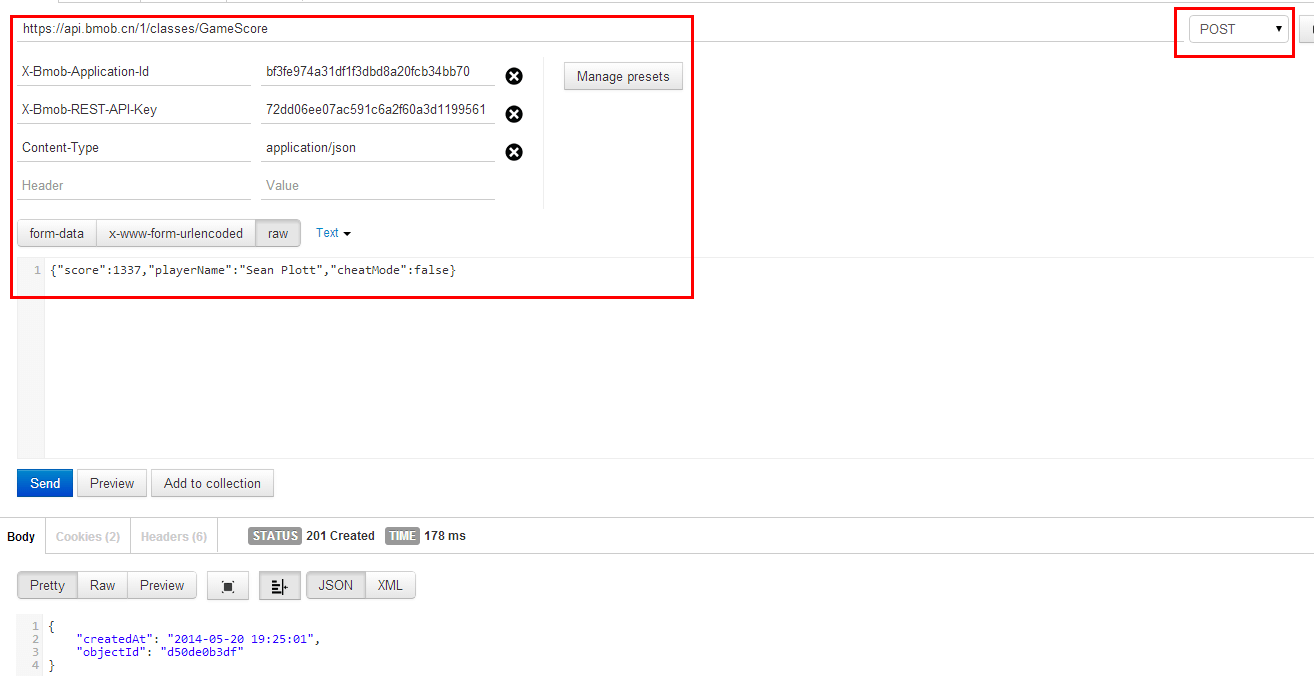 https://api.bmob.cn/1/classes/GameScore POST
X-Bmob-Application-Id bf3fe974a31df1f3dbd8a20fcb34bb70 Manage presets
X-Bmob-REST-API-Key 72dd06ee07ac591c6a2f60a3d1199561
Content-Type application/json
Header Value
form-data x-www-form-urlencoded raw Text
1 {"score":1337,"playerName":"Sean Plott","cheatMode":false}
Send Preview Add to collection
Body Cookies (2) Headers (6) STATUS 201 Created TIME 178 ms
Pretty Raw Preview JSON XML
1 {
2 "createdAt": "2014-05-20 19:25:01",
3 "objectId": "d50de0b3df"
4 }